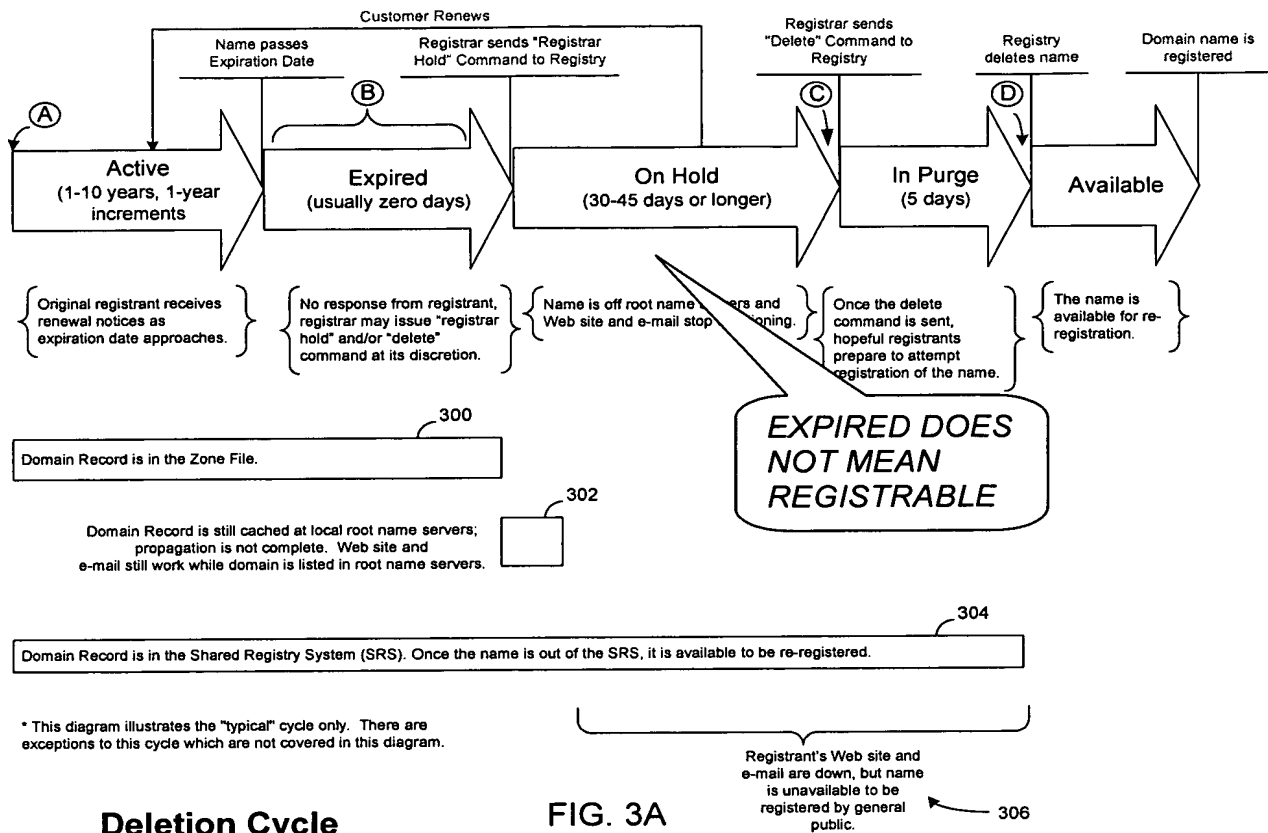 Customer Renews
Name passes
Expiration Date
Registrar sends "Registrar
Hold" Command to Registry
Registrar sends
"Delete" Command to
Registry
Registry
deletes name
Domain name is
registered
A
B
C
D
Active
(1-10 years, 1-year
increments
Expired
(usually zero days)
On Hold
(30-45 days or longer)
In Purge
(5 days)
Available
Original registrant receives
renewal notices as
expiration date approaches.
No response from registrant,
registrar may issue "registrar
hold" and/or "delete"
command at its discretion.
Name is off root name and
Web site and e-mail stop
Once the delete
command is sent,
hopeful registrants
prepare to attempt
registration of the name.
The name is
available for re-
registration.
EXPIRED DOES
NOT MEAN
REGISTRABLE
300
Domain Record is in the Zone File.
302
Domain Record is still cached at local root name servers;
propagation is not complete. Web site and
e-mail still work while domain is listed in root name servers.
304
Domain Record is in the Shared Registry System (SRS). Once the name is out of the SRS, it is available to be re-registered.
* This diagram illustrates the "typical" cycle only. There are
exceptions to this cycle which are not covered in this diagram.
Registrant's Web site and
e-mail are down, but name
is unavailable to be
registered by general
public.
306
Deletion Cycle
FIG. 3A